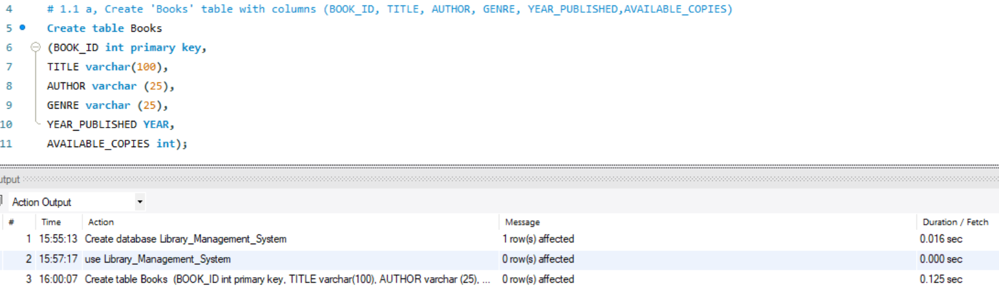 4 # 1.1 a, Create 'Books' table with columns (BOOK_ID, TITLE, AUTHOR, GENRE, YEAR_PUBLISHED,AVAILABLE_COPIES)
5 Create table Books
6 (BOOK_ID int primary key,
7 TITLE varchar(100),
8 AUTHOR varchar (25),
9 GENRE varchar (25),
10 YEAR_PUBLISHED YEAR,
11 AVAILABLE_COPIES int);
utput
Action Output
# Time Action Message Duration / Fetch
1 15:55:13 Create database Library_Management_System 1 row(s) affected 0.016 sec
2 15:57:17 use Library_Management_System 0 row(s) affected 0.000 sec
3 16:00:07 Create table Books (BOOK_ID int primary key, TITLE varchar(100), AUTHOR varchar (25), ... 0 row(s) affected 0.125 sec